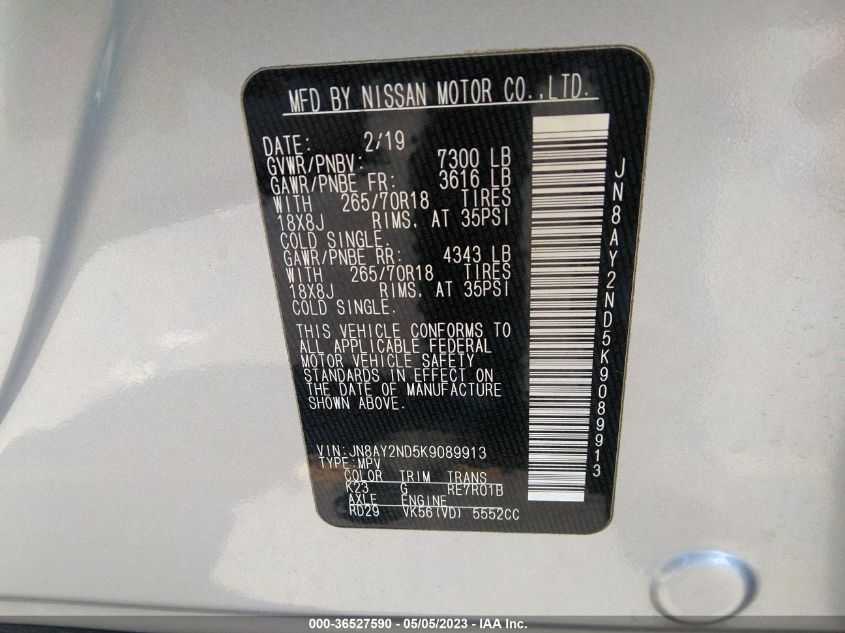 MFD BY NISSAN MOTOR CO.,LTD.
DATE: 2/19
GVWR/PNBV: 7300 LB
GAWR/PNBE FR: 3616 LB
WITH 265/70R18 TIRES
18X8J RIMS, AT 35PSI
COLD SINGLE.
GAWR/PNBE RR: 4343 LB
WITH 265/70R18 TIRES
18X8J RIMS, AT 35PSI
COLD SINGLE.
THIS VEHICLE CONFORMS TO
ALL APPLICABLE FEDERAL
MOTOR VEHICLE SAFETY
STANDARDS IN EFFECT ON
THE DATE OF MANUFACTURE
SHOWN ABOVE.
VIN:JN8AY2ND5K9089913
TYPE:MPV
COLOR TRIM TRANS
K23 G RE7R01B
AXLE ENGINE
RD29 VK56(VD) 5552CC
JN8AY2ND5K9089913
000-36527590 - 05/05/2023 - IAA Inc.